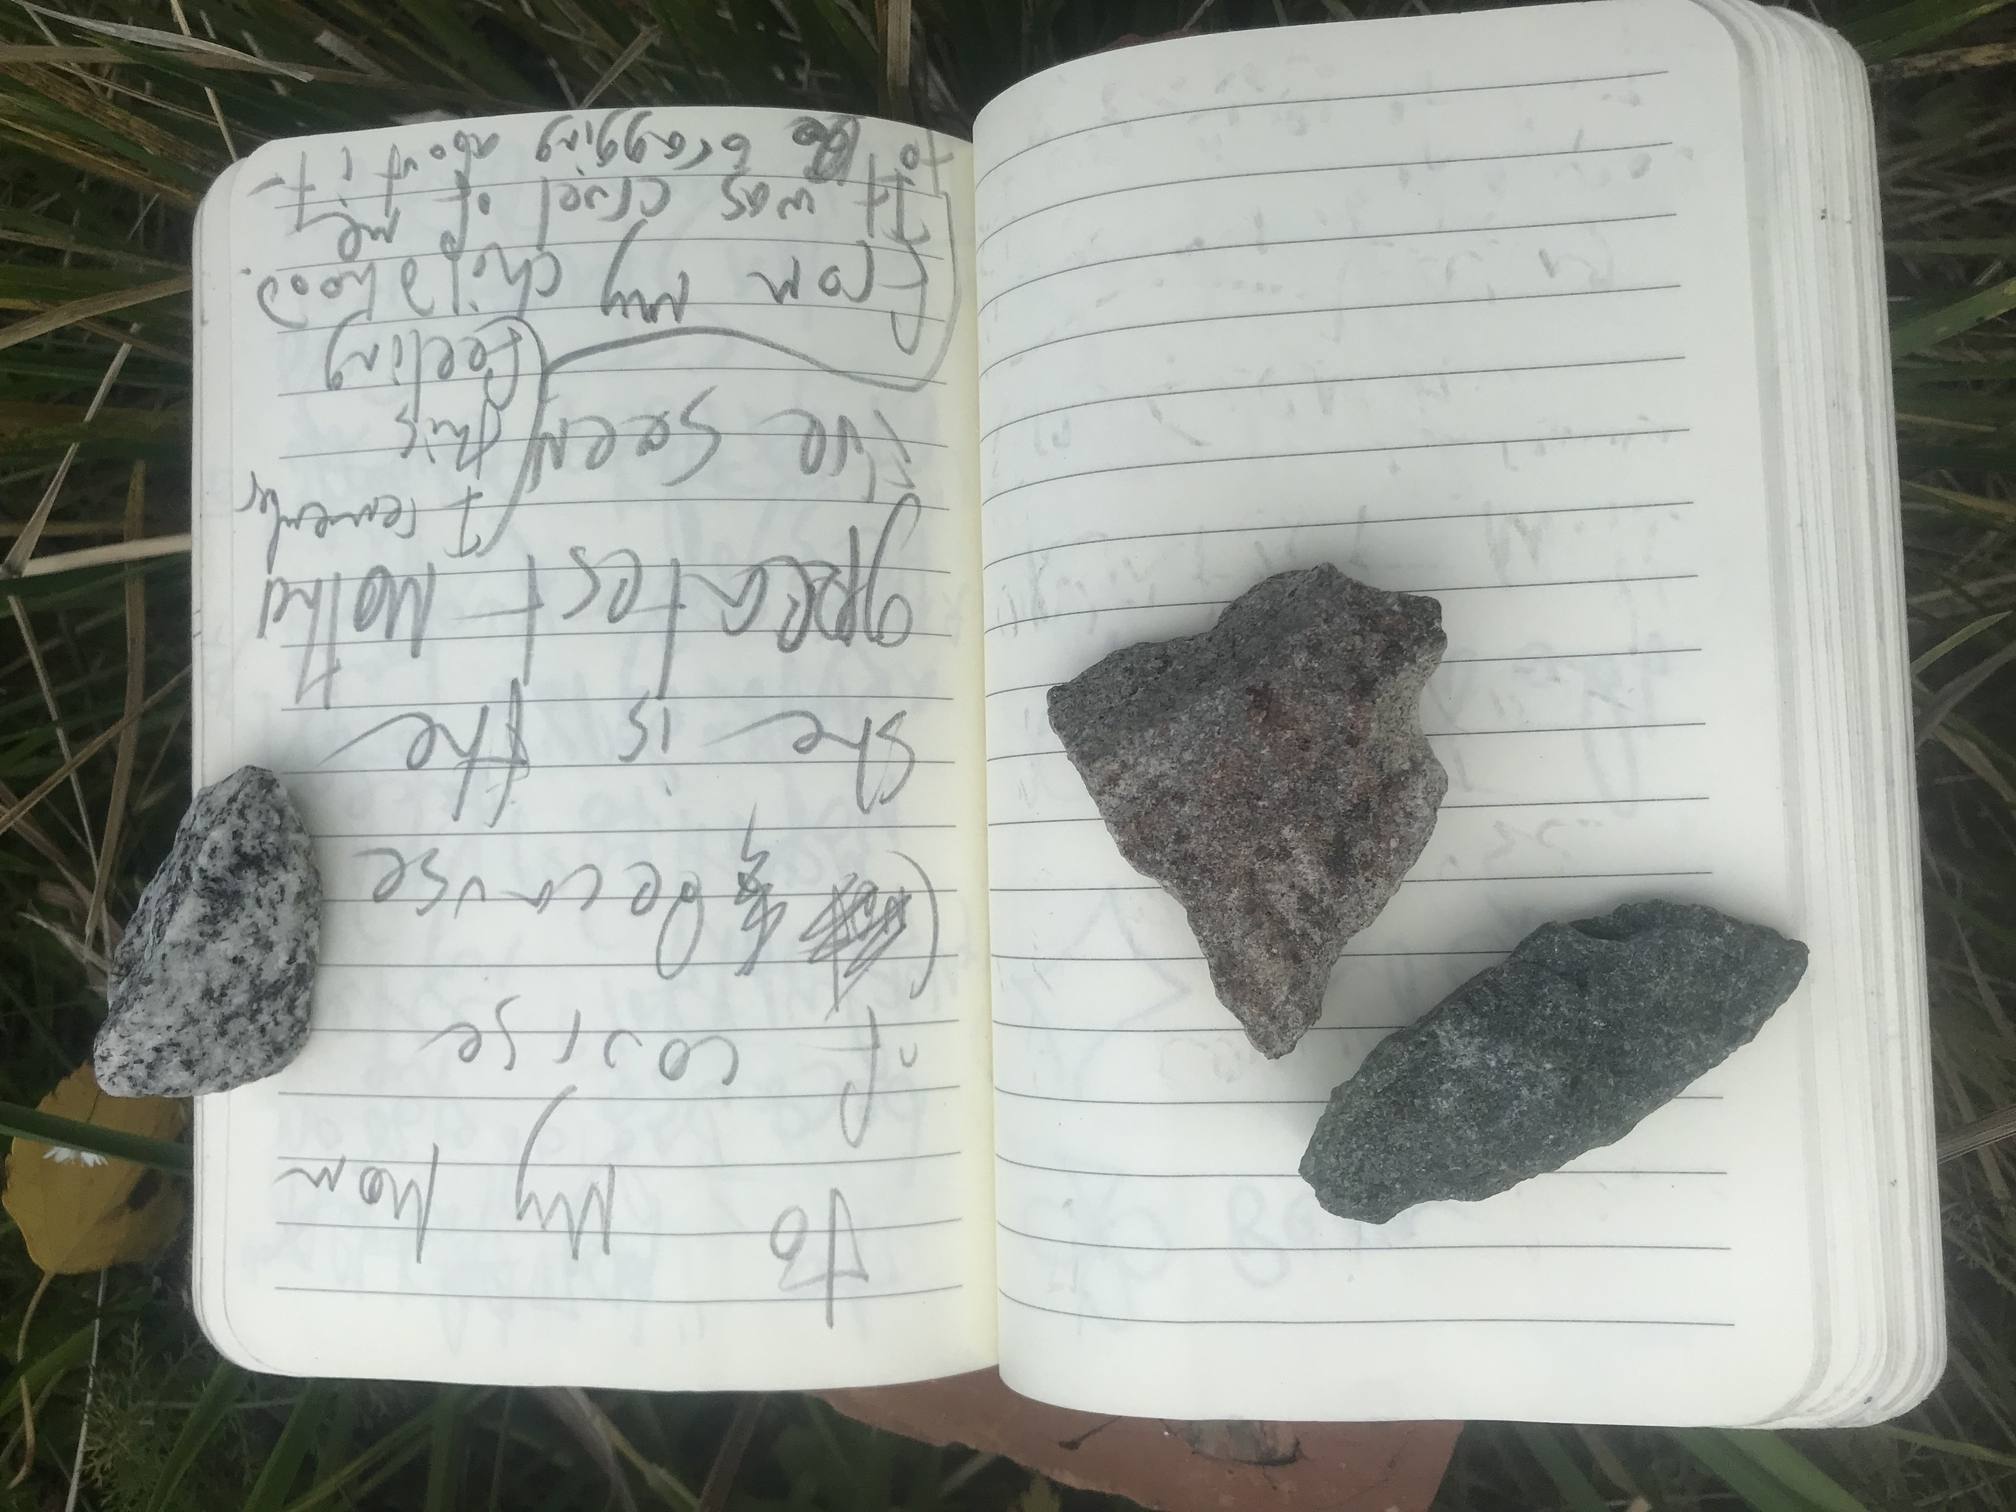 To My Mom
of course
( because
she is the
greatest Mother
I remember
I've seen this
feeling
from my childhood.
It was cruel of me
to be bragging about it -